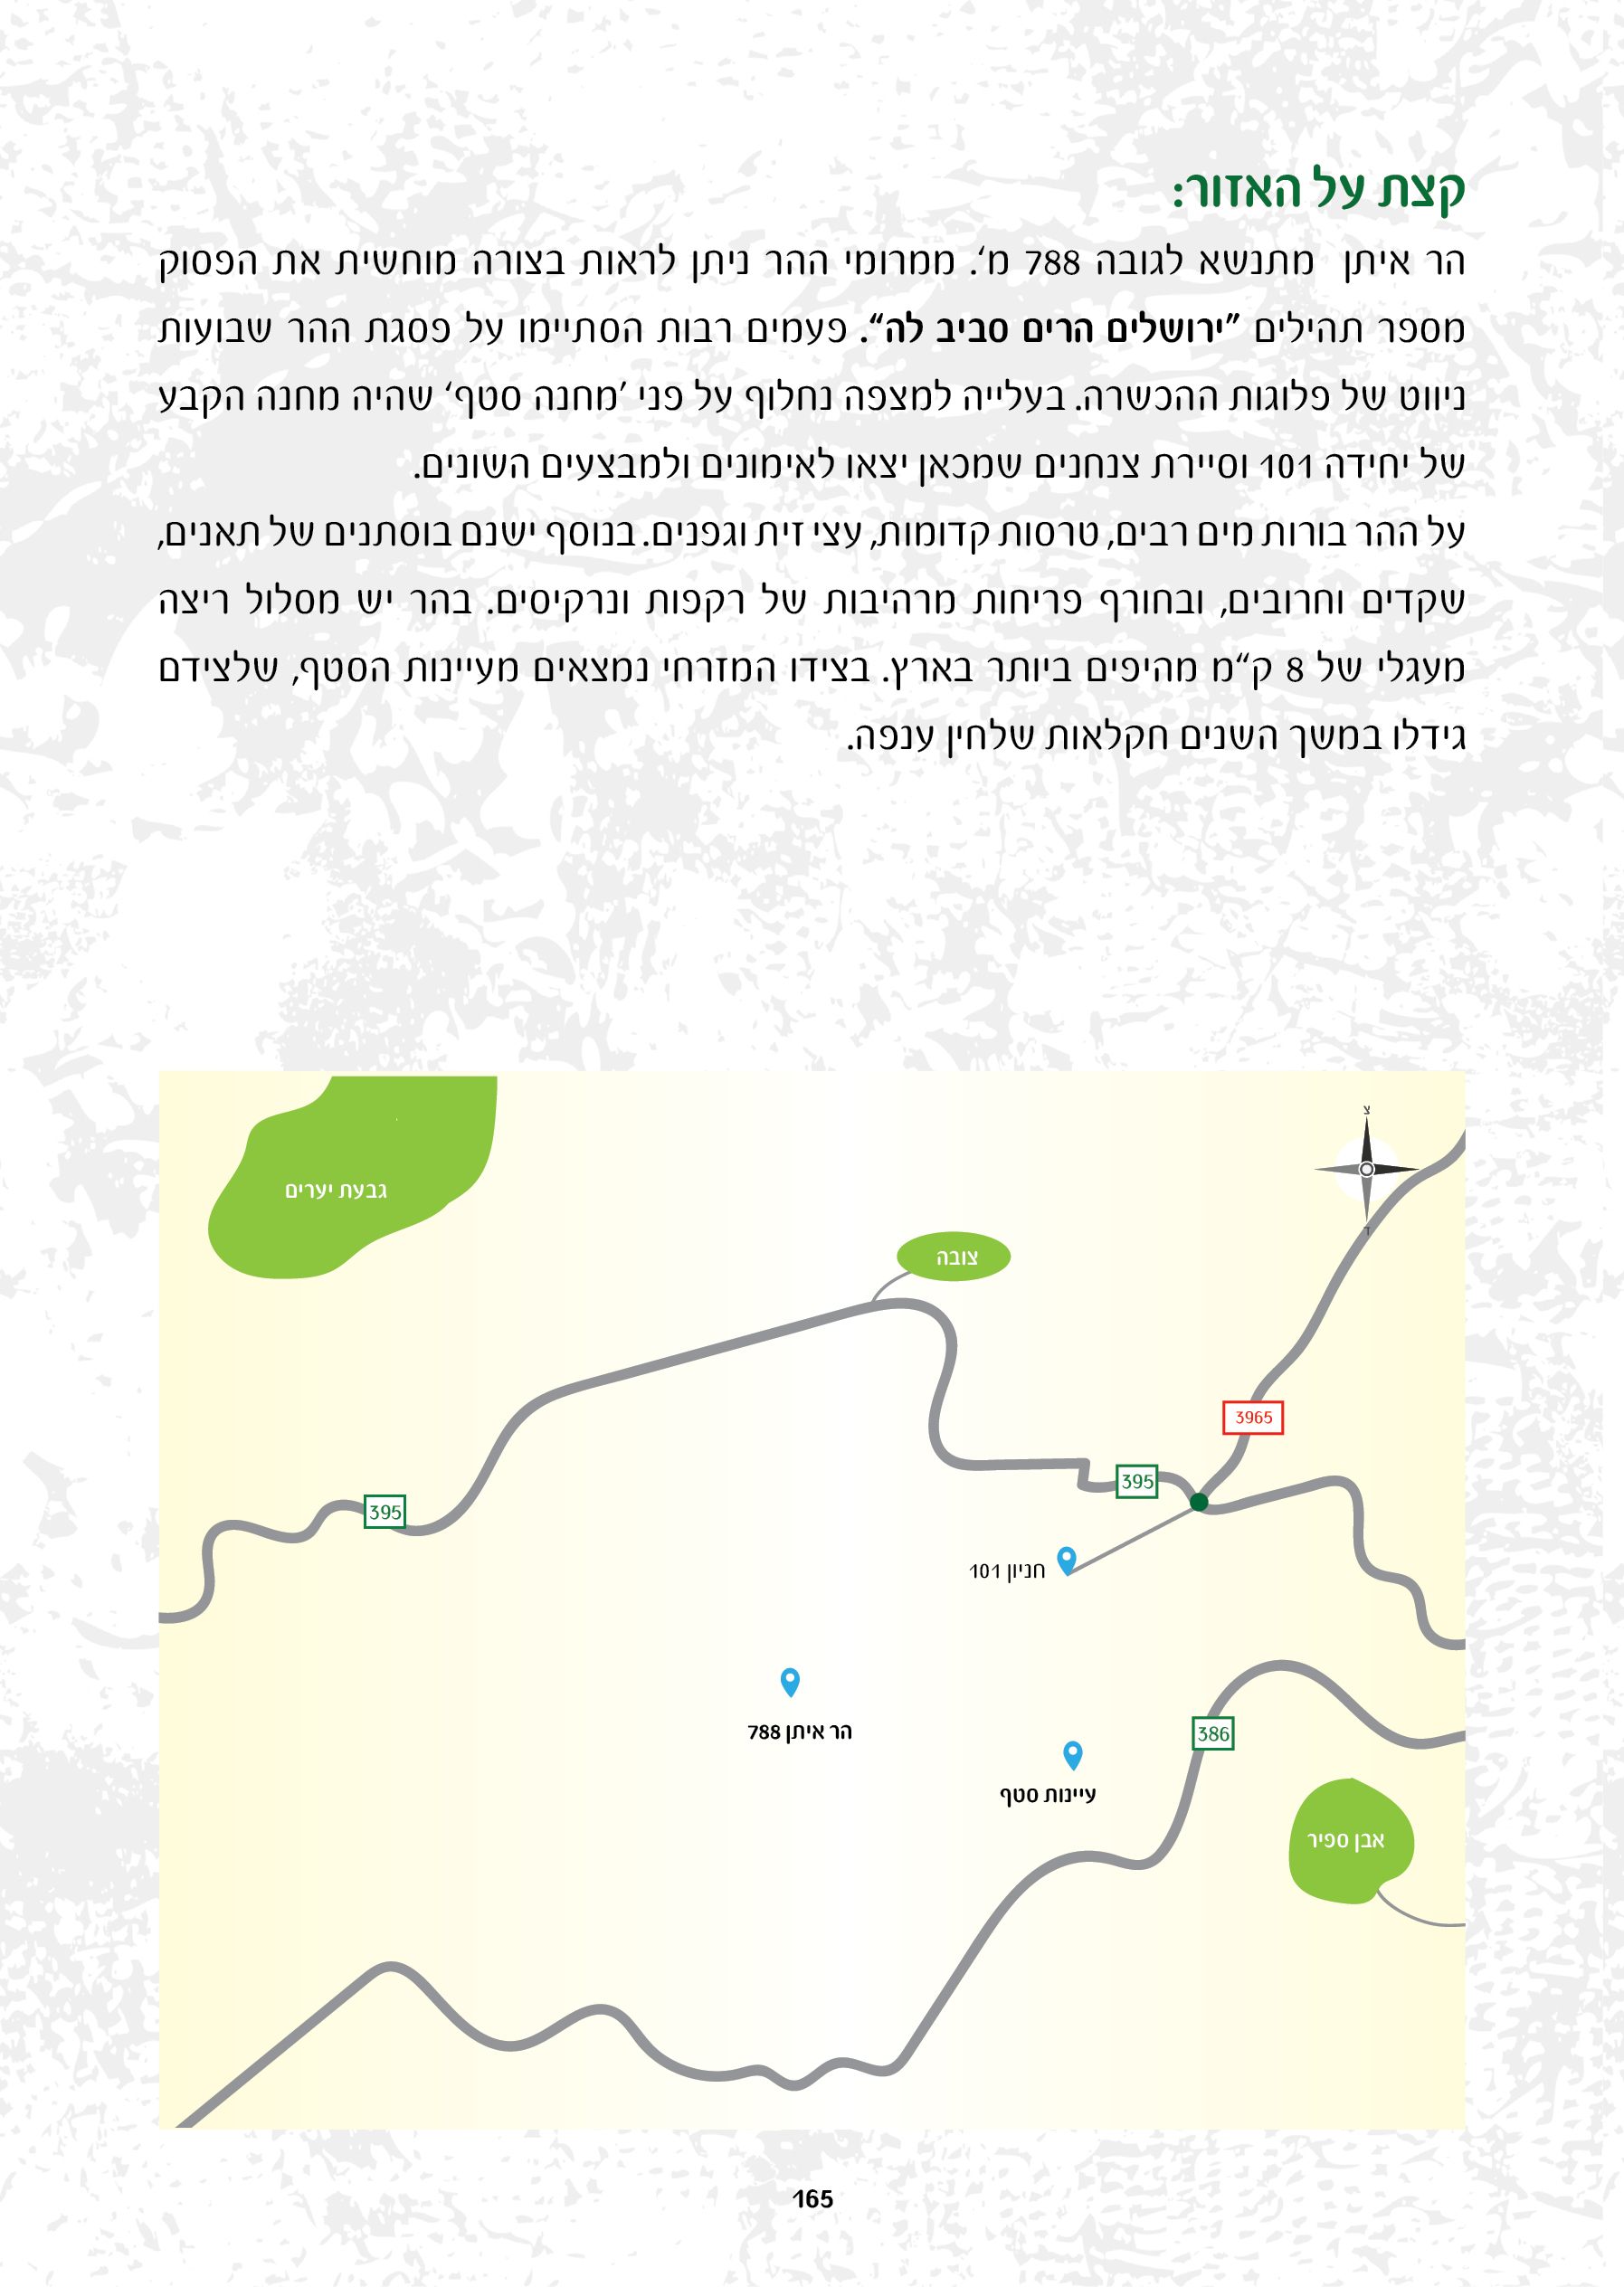 קצת על האזור:
הר איתן מתנשא לגובה 788 מ‘. ממרומי ההר ניתן לראות בצורה מוחשית את הפסוק
מספר תהילים ”ירושלים הרים סביב לה“. פעמים רבות הסתיימו על פסגת ההר שבועות
ניווט של פלוגות ההכשרה. בעלייה למצפה נחלוף על פני ’מחנה סטף‘ שהיה מחנה הקבע
של יחידה 101 וסיירת צנחנים שמכאן יצאו לאימונים ולמבצעים השונים.
על ההר בורות מים רבים, טרסות קדומות, עצי זית וגפנים. בנוסף ישנם בוסתנים של תאנים,
שקדים וחרובים, ובחורף פריחות מרהיבות של רקפות ונרקיסים. בהר יש מסלול ריצה
מעגלי של 8 ק“מ מהיפים ביותר בארץ. בצידו המזרחי נמצאים מעיינות הסטף, שלצידם
גידלו במשך השנים חקלאות שלחין ענפה.
צ
גבעת יערים
ד
צובה
3965
395
395
חניון 101
הר איתן 788
386
עיינות סטף
אבן ספיר
165